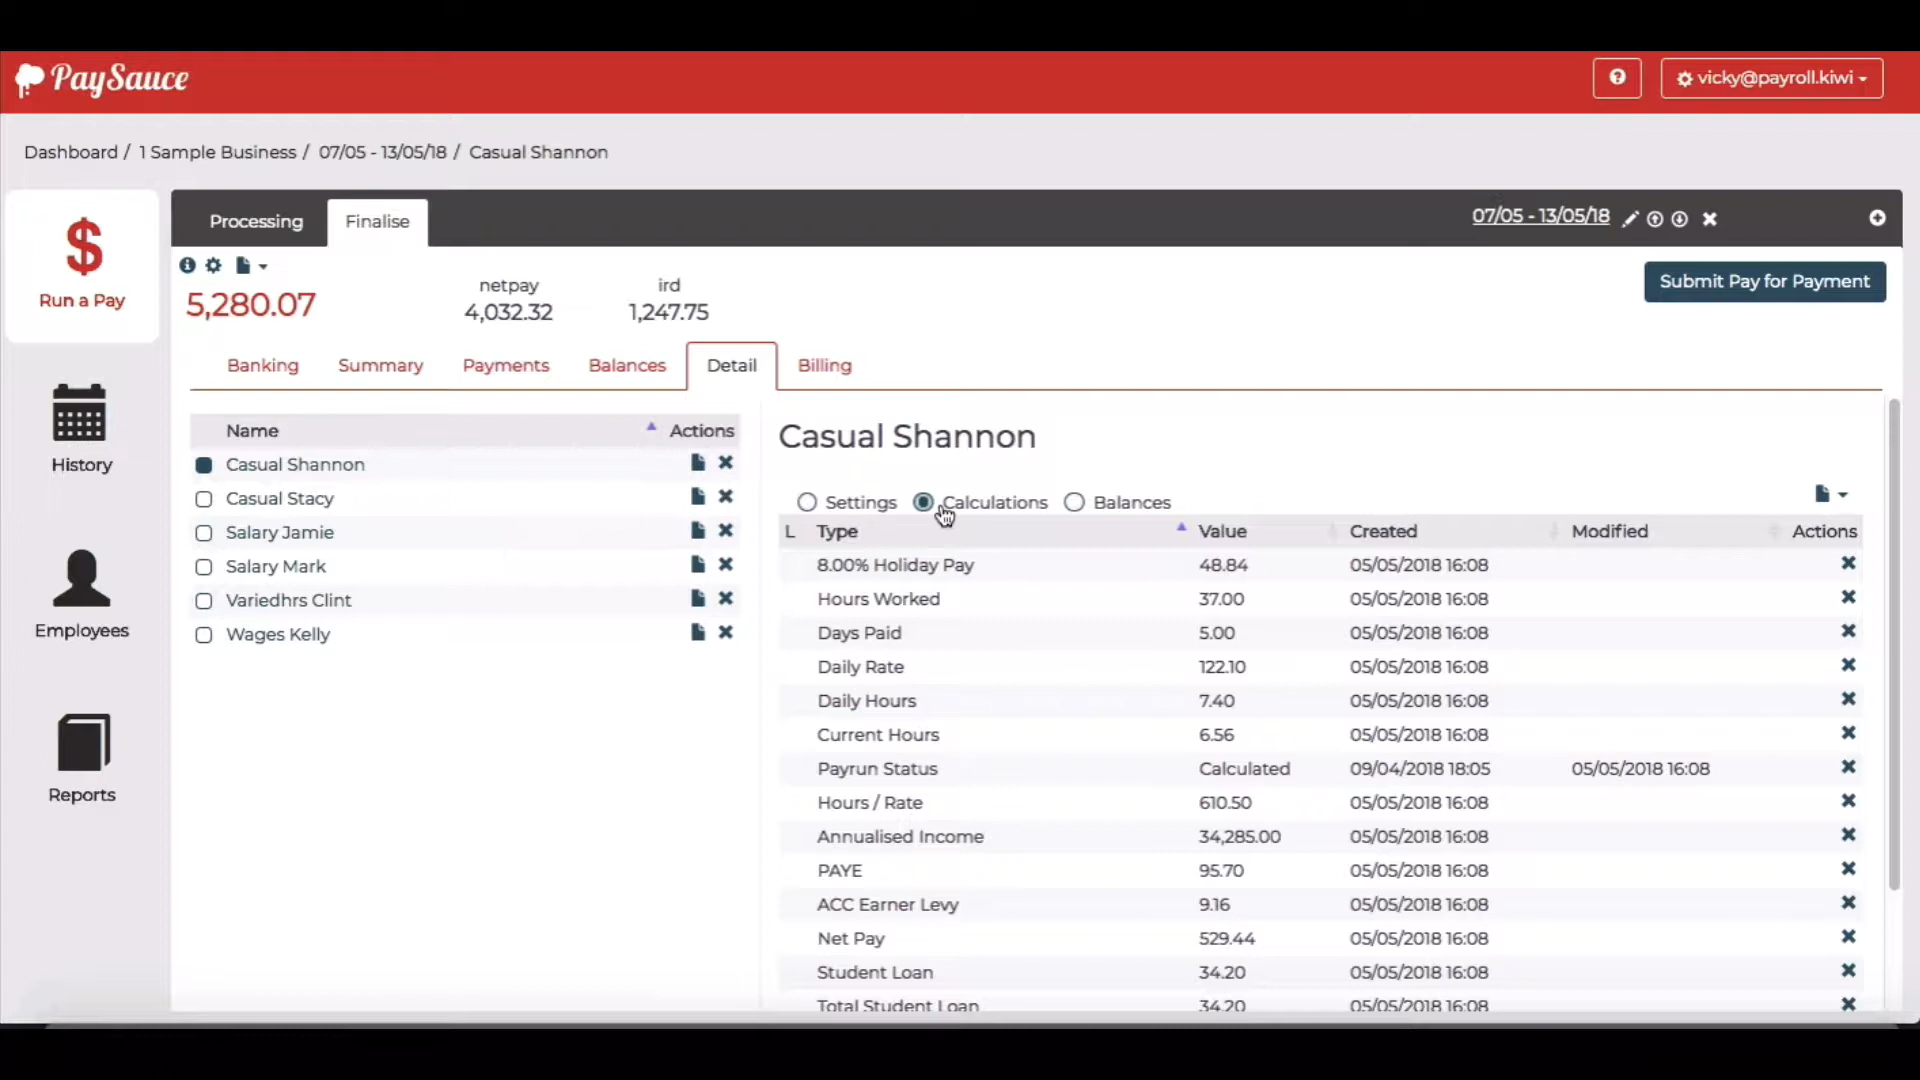 PaySauce
vicky@payroll.kiwi
Dashboard / 1 Sample Business / 07/05 - 13/05/18 / Casual Shannon
Run a Pay
History
Employees
Reports
Processing Finalise 07/05 - 13/05/18
5,280.07
netpay
4,032.32
ird
1,247.75
Submit Pay for Payment
Banking Summary Payments Balances Detail Billing
Name Actions
Casual Shannon
Casual Stacy
Salary Jamie
Salary Mark
Variedhrs Clint
Wages Kelly
Casual Shannon
Settings Calculations Balances
L Type Value Created Modified Actions
8.00% Holiday Pay 48.84 05/05/2018 16:08
Hours Worked 37.00 05/05/2018 16:08
Days Paid 5.00 05/05/2018 16:08
Daily Rate 122.10 05/05/2018 16:08
Daily Hours 7.40 05/05/2018 16:08
Current Hours 6.56 05/05/2018 16:08
Payrun Status Calculated 09/04/2018 18:05 05/05/2018 16:08
Hours / Rate 610.50 05/05/2018 16:08
Annualised Income 34,285.00 05/05/2018 16:08
PAYE 95.70 05/05/2018 16:08
ACC Earner Levy 9.16 05/05/2018 16:08
Net Pay 529.44 05/05/2018 16:08
Student Loan 34.20 05/05/2018 16:08
Total Student Loan 34.20 05/05/2018 16:08